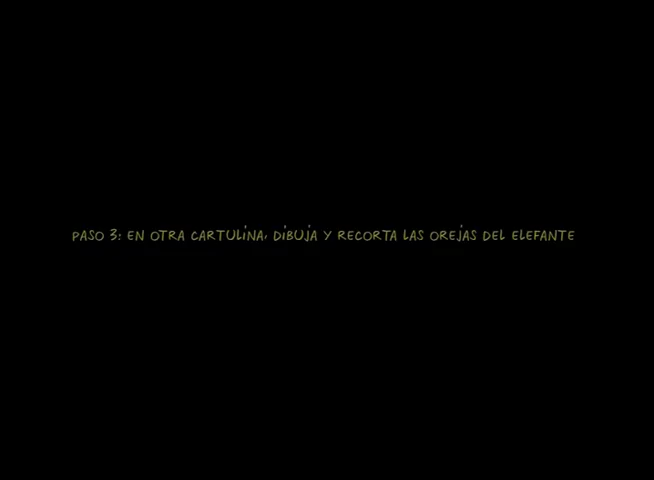 PASO 3: EN OTRA CARTULINA, DIBUJA Y RECORTA LAS OREJAS DEL ELEFANTE